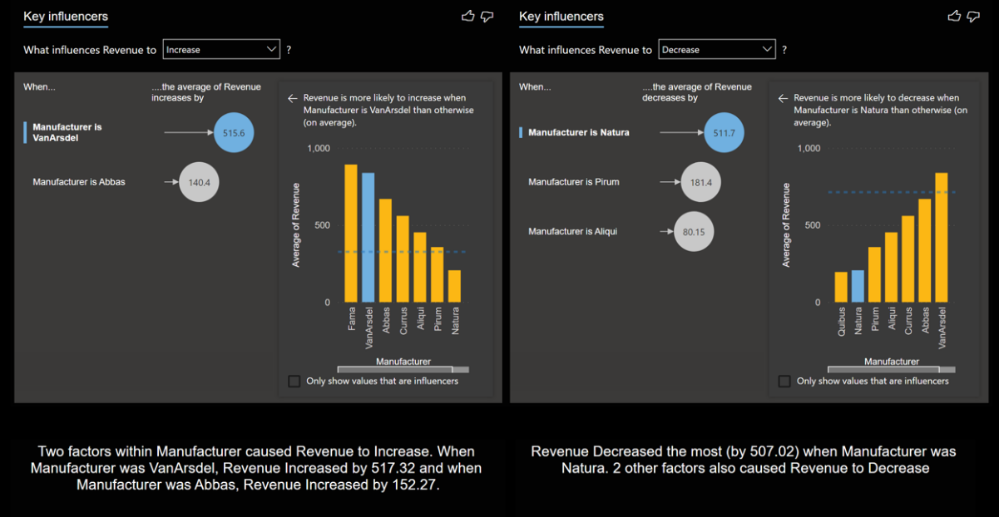 Key influencers
What influences Revenue to Increase ?
When...
....the average of Revenue
increases by
Manufacturer is
VanArsdel
515.6
Manufacturer is Abbas
140.4
Revenue is more likely to increase when
Manufacturer is VanArsdel than otherwise
(on average).
1,000
500
0
Average of Revenue
Fama
VanArsdel
Abbas
Currus
Aliqui
Pirum
Natura
Manufacturer
Only show values that are influencers
Two factors within Manufacturer caused Revenue to Increase. When
Manufacturer was VanArsdel, Revenue Increased by 517.32 and when
Manufacturer was Abbas, Revenue Increased by 152.27.
Key influencers
What influences Revenue to Decrease ?
When...
....the average of Revenue
decreases by
Manufacturer is Natura
511.7
Manufacturer is Pirum
181.4
Manufacturer is Aliqui
80.15
Revenue is more likely to decrease when
Manufacturer is Natura than otherwise (on
average).
1,000
500
0
Average of Revenue
Quibus
Natura
Pirum
Aliqui
Currus
Abbas
VanArsdel
Manufacturer
Only show values that are influencers
Revenue Decreased the most (by 507.02) when Manufacturer was
Natura. 2 other factors also caused Revenue to Decrease